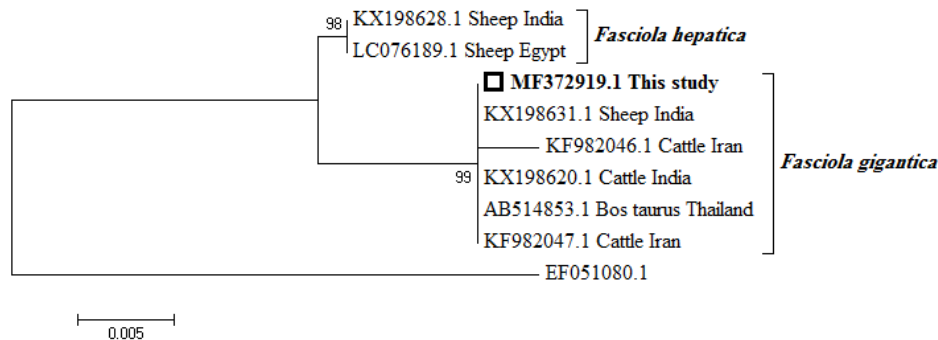 98
KX198628.1 Sheep India
LC076189.1 Sheep Egypt
Fasciola hepatica
MF372919.1 This study
KX198631.1 Sheep India
KF982046.1 Cattle Iran
99
KX198620.1 Cattle India
AB514853.1 Bos taurus Thailand
KF982047.1 Cattle Iran
Fasciola gigantica
EF051080.1
0.005